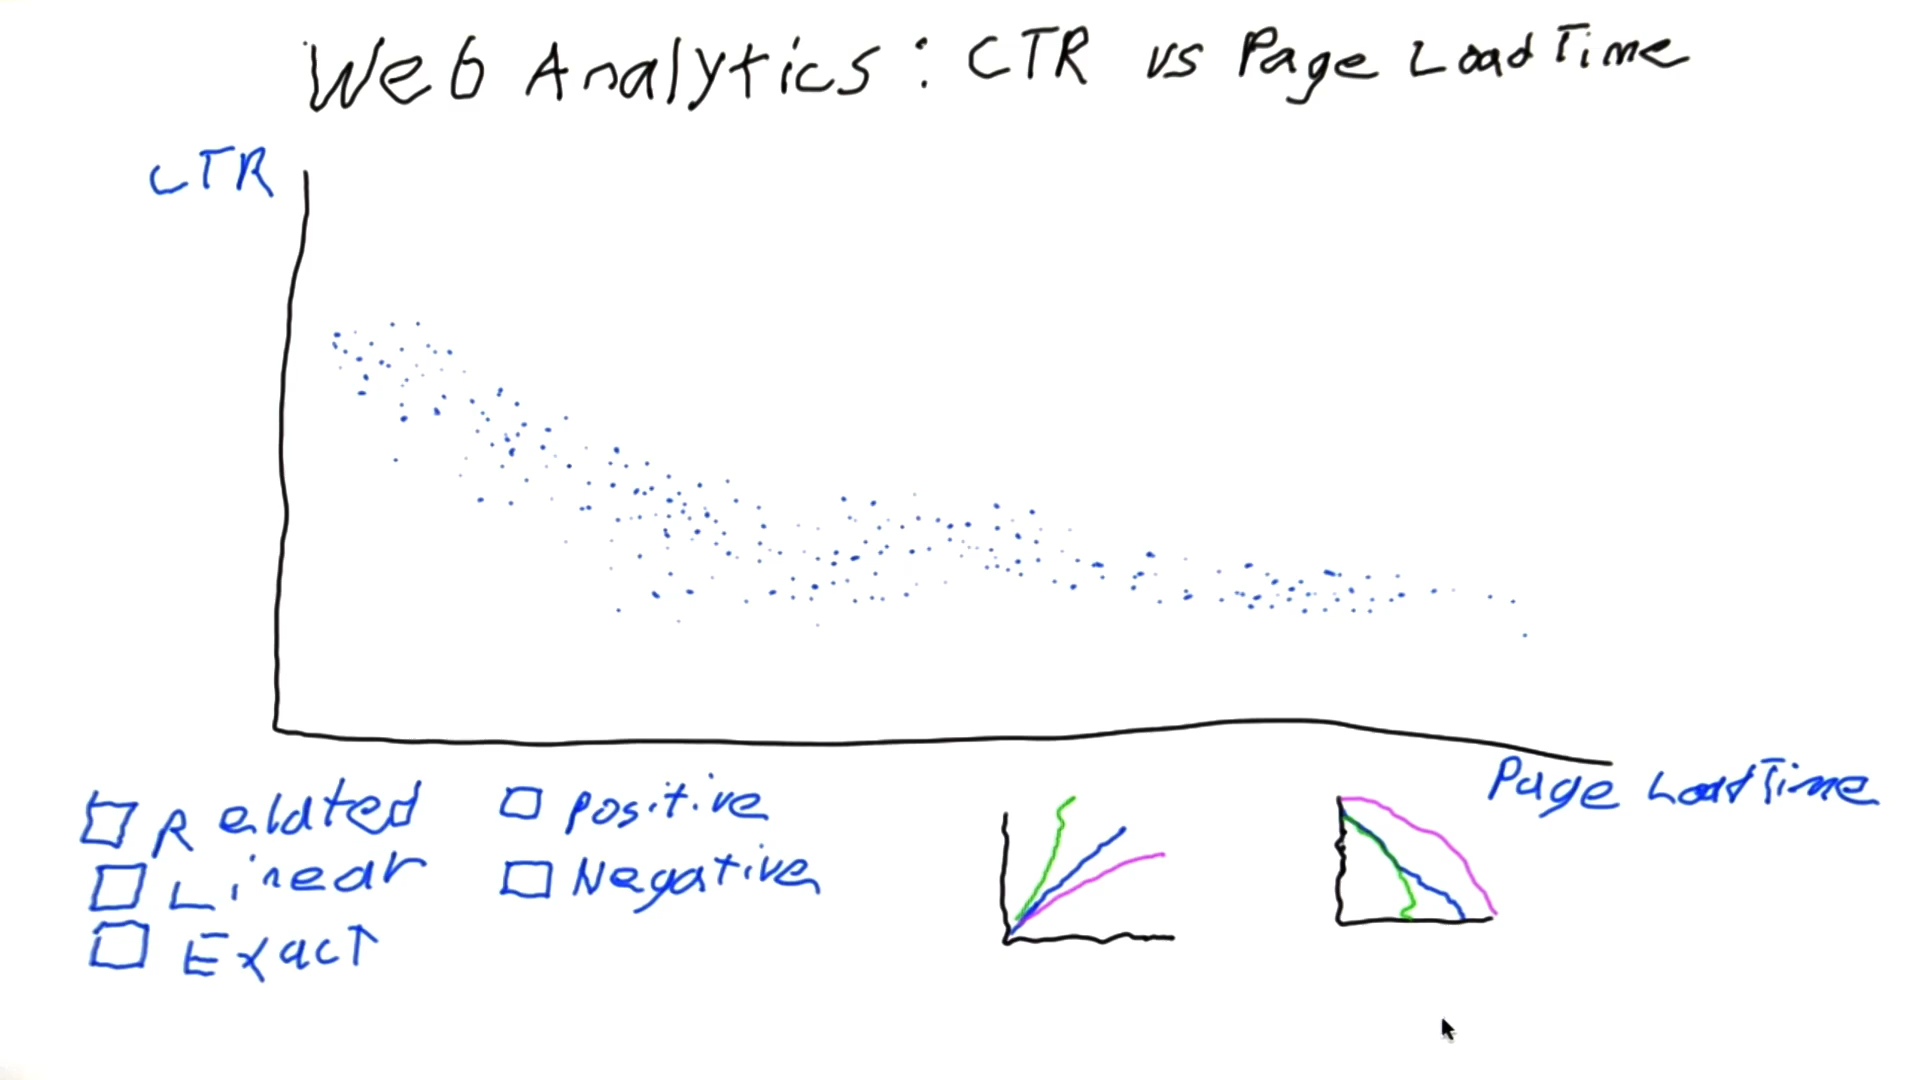 Web Analytics: CTR vs Page Load Time
CTR
Page Load Time
Related
Positive
Linear
Negative
Exact